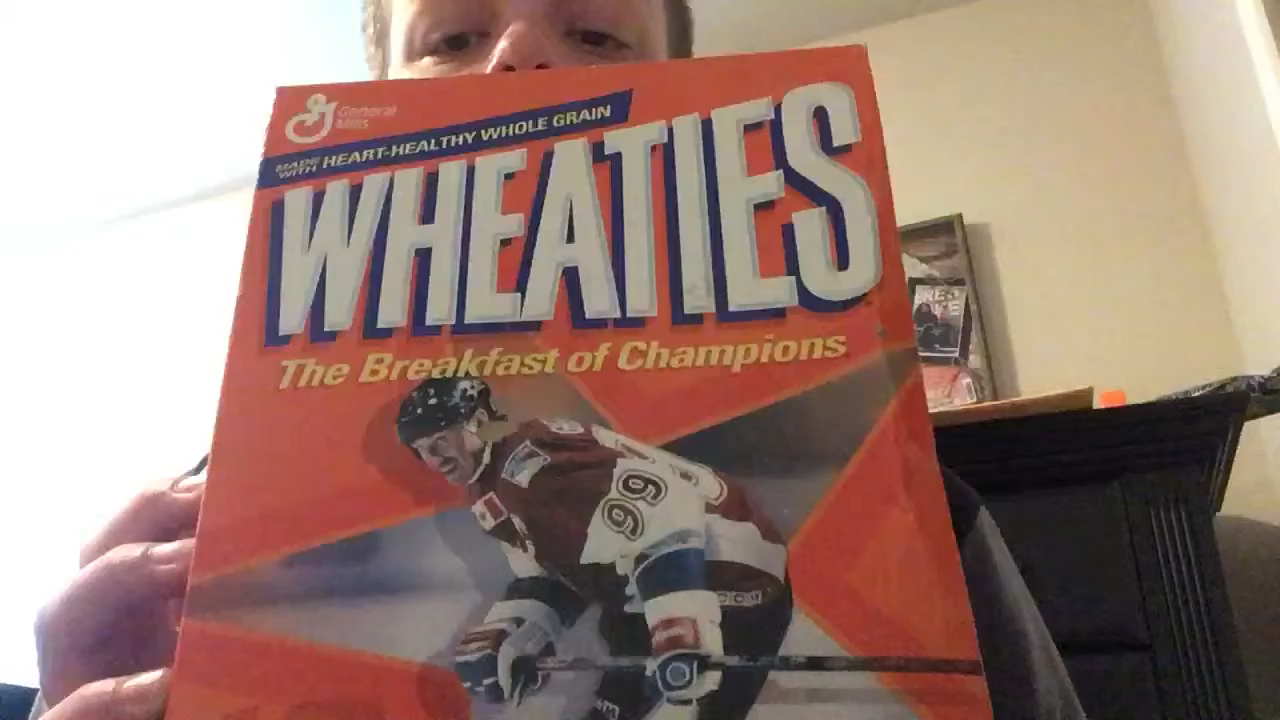 General
Mills
MADE
WITH HEART-HEALTHY WHOLE GRAIN
WHEATIES
The Breakfast of Champions
99